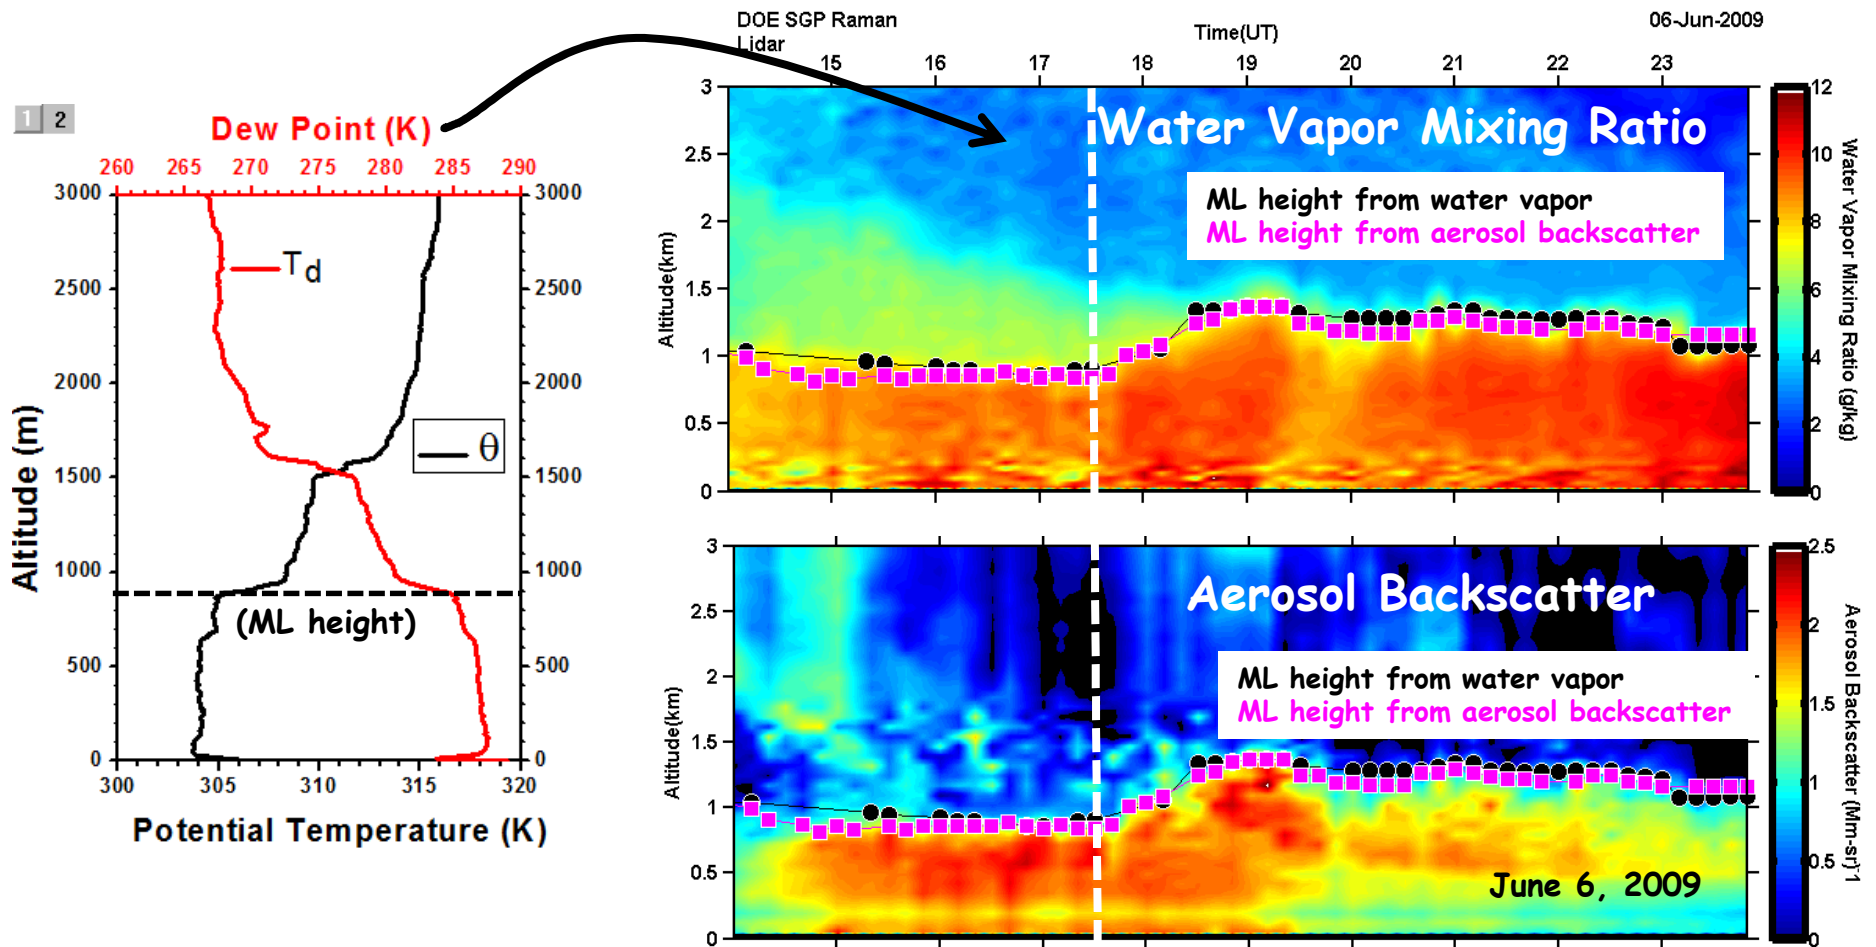 1 2
Dew Point (K)
260 265 270 275 280 285 290
3000 3000
2500 2500
2000 2000
1500 1500
1000 1000
500 500
0 0
Td
θ
(ML height)
Altitude (m)
300 305 310 315 320
Potential Temperature (K)
DOE SGP Raman
Lidar
Time(UT)
06-Jun-2009
15 16 17 18 19 20 21 22 23
3
2.5
2
1.5
1
0.5
0
Altitude(km)
Water Vapor Mixing Ratio
ML height from water vapor
ML height from aerosol backscatter
12
10
8
6
4
2
0
Water Vapor Mixing Ratio (g/kg)
3
2.5
2
1.5
1
0.5
0
Altitude(km)
Aerosol Backscatter
ML height from water vapor
ML height from aerosol backscatter
June 6, 2009
2.5
2
1.5
1
0.5
0
Aerosol Backscatter (Mm-sr)-1